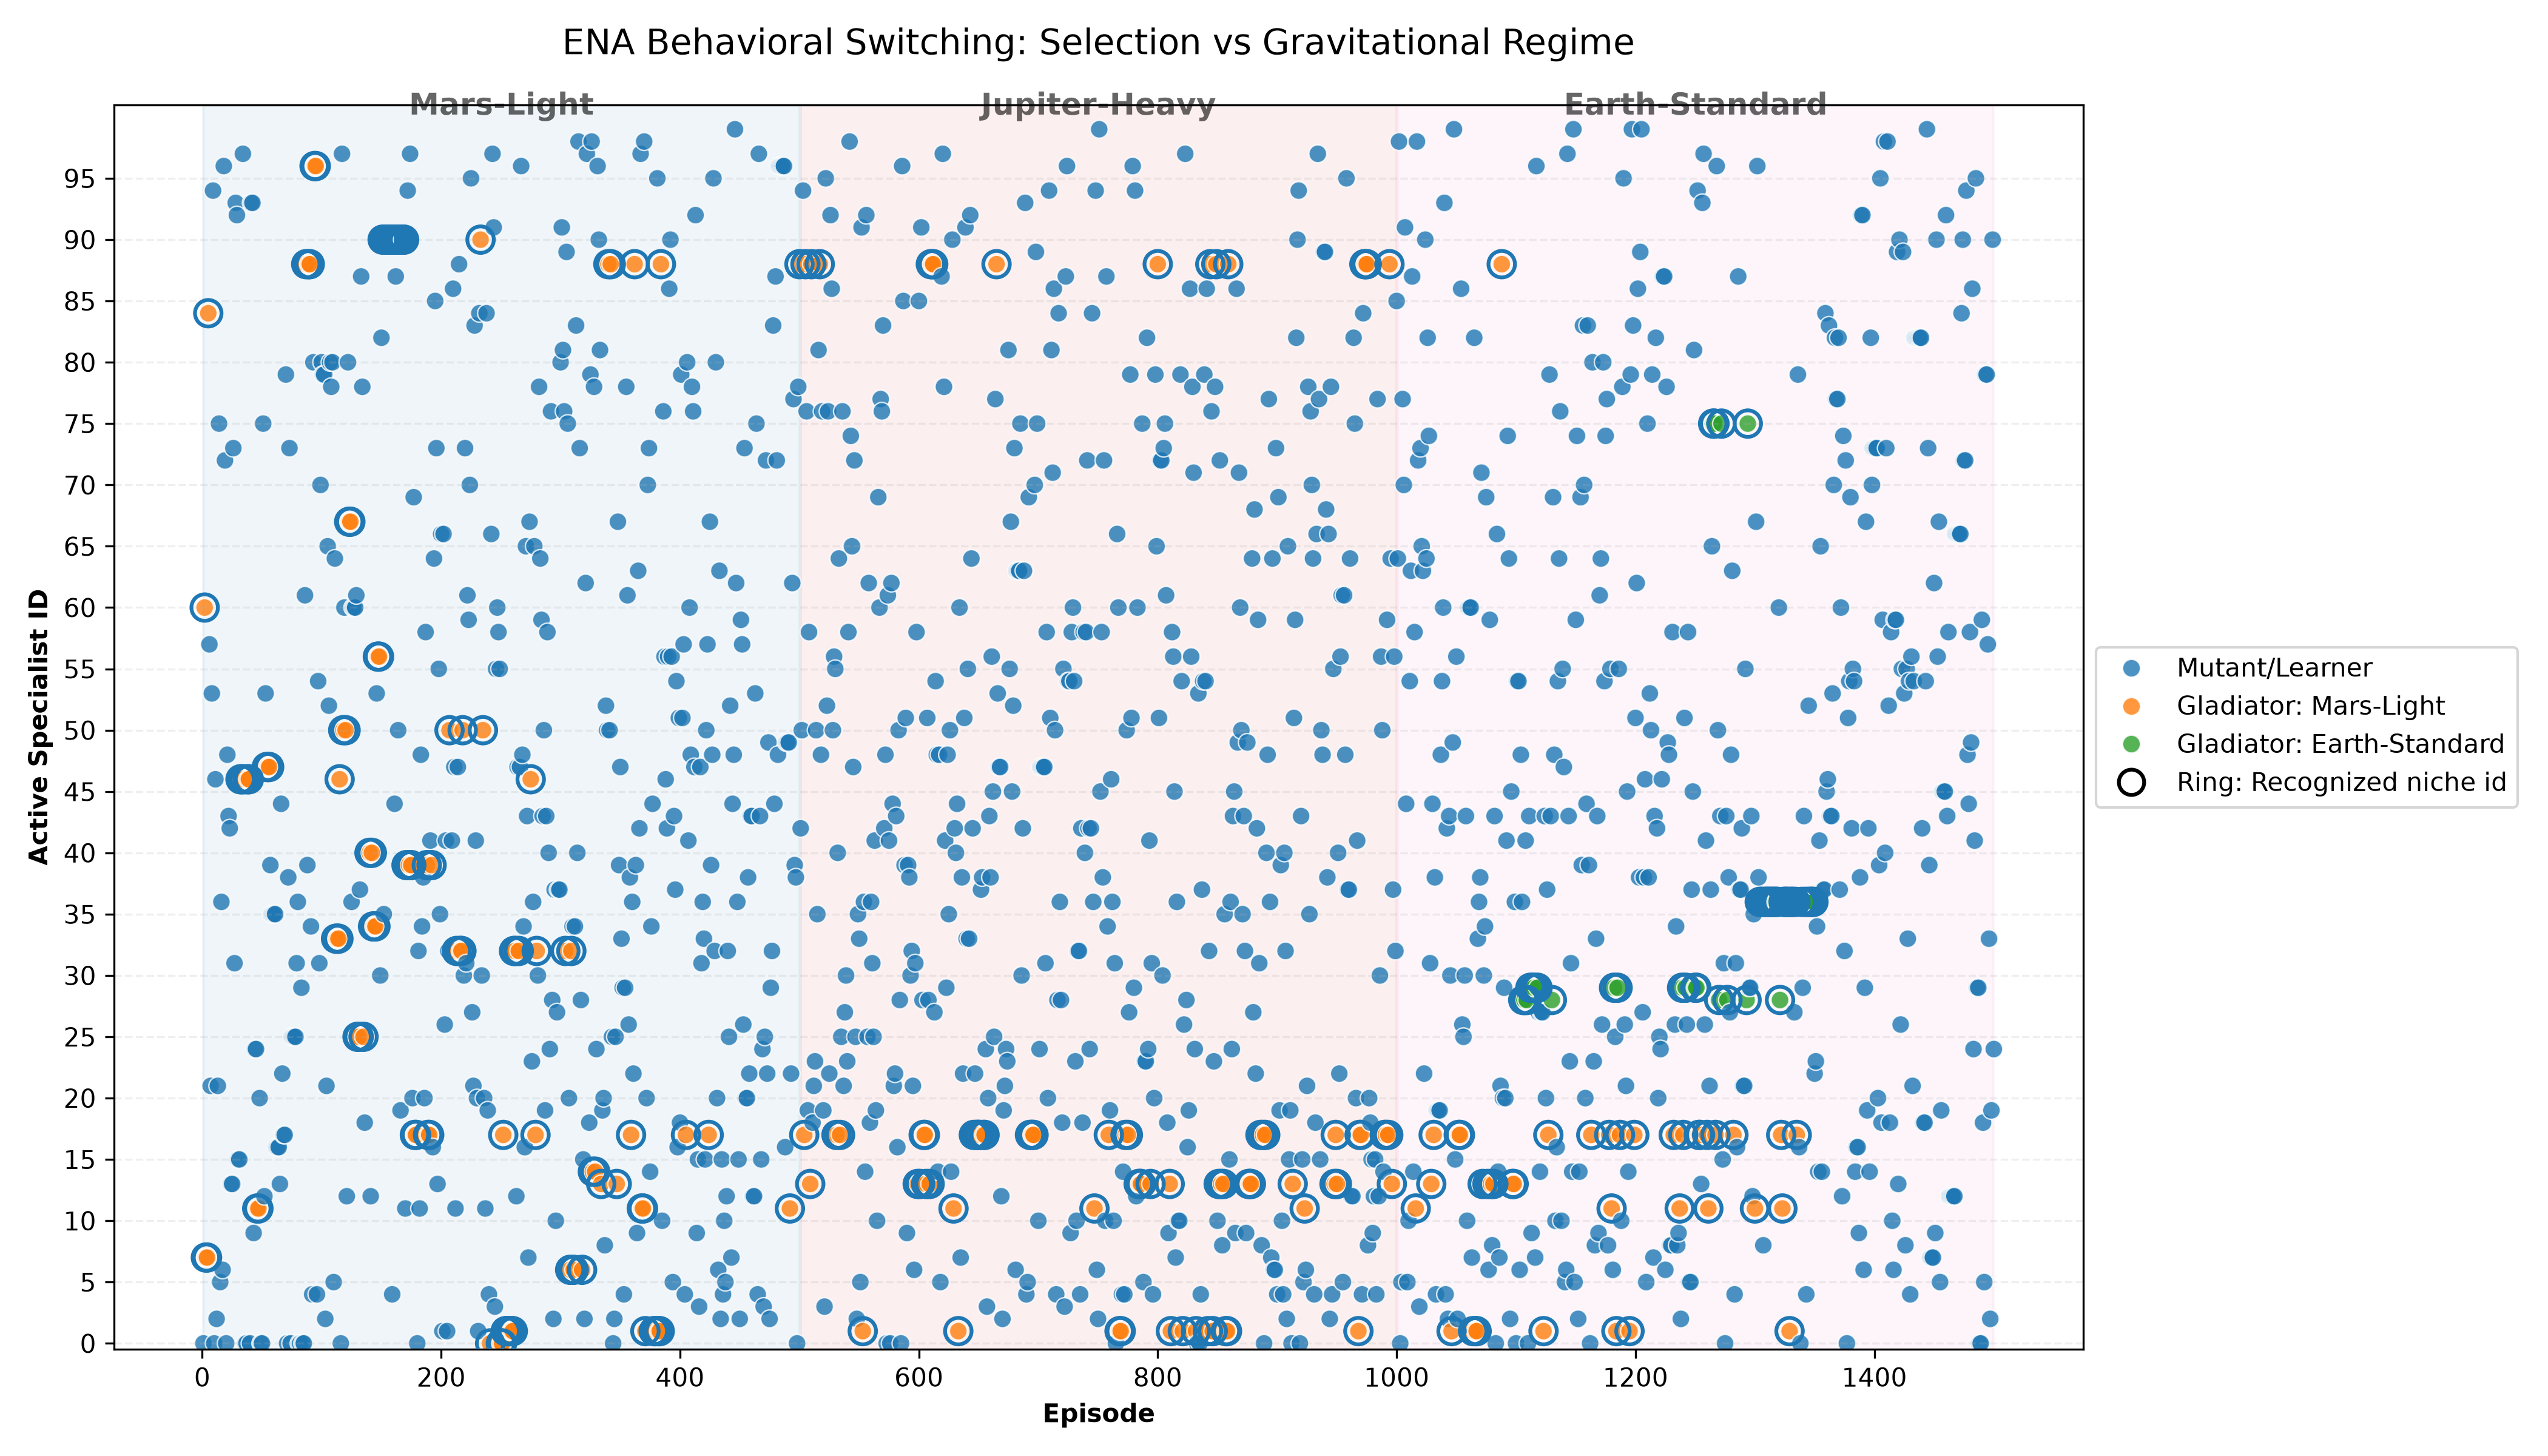 ENA Behavioral Switching: Selection vs Gravitational Regime
Mars-Light
Jupiter-Heavy
Earth-Standard
Active Specialist ID
95
90
85
80
75
70
65
60
55
50
45
40
35
30
25
20
15
10
5
0
0
200
400
600
800
1000
1200
1400
Episode
Mutant/Learner
Gladiator: Mars-Light
Gladiator: Earth-Standard
Ring: Recognized niche id